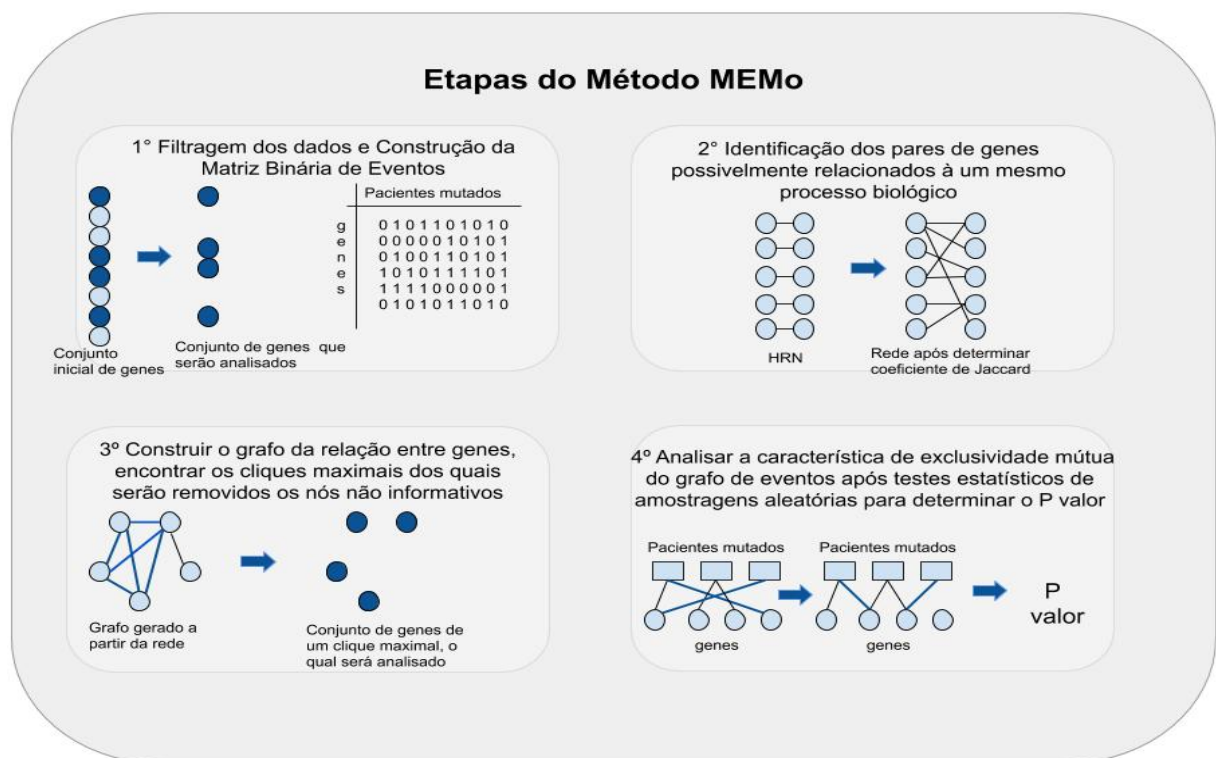 Etapas do Método MEMo
1° Filtragem dos dados e Construção da
Matriz Binária de Eventos
Pacientes mutados
g
e
n
e
s
0 1 0 1 1 0 1 0 1 0
0 0 0 0 0 1 0 1 0 1
0 1 0 0 1 1 0 1 0 1
1 0 1 0 1 1 1 1 0 1
1 1 1 1 0 0 0 0 0 1
0 1 0 1 0 1 1 0 1 0
Conjunto
inicial de genes
Conjunto de genes que
serão analisados
2° Identificação dos pares de genes
possivelmente relacionados à um mesmo
processo biológico
HRN
Rede após determinar
coeficiente de Jaccard
3º Construir o grafo da relação entre genes,
encontrar os cliques maximais dos quais
serão removidos os nós não informativos
Grafo gerado a
partir da rede
Conjunto de genes de
um clique maximal, o
qual será analisado
4º Analisar a característica de exclusividade mútua
do grafo de eventos após testes estatísticos de
amostragens aleatórias para determinar o P valor
Pacientes mutados
genes
Pacientes mutados
genes
P
valor